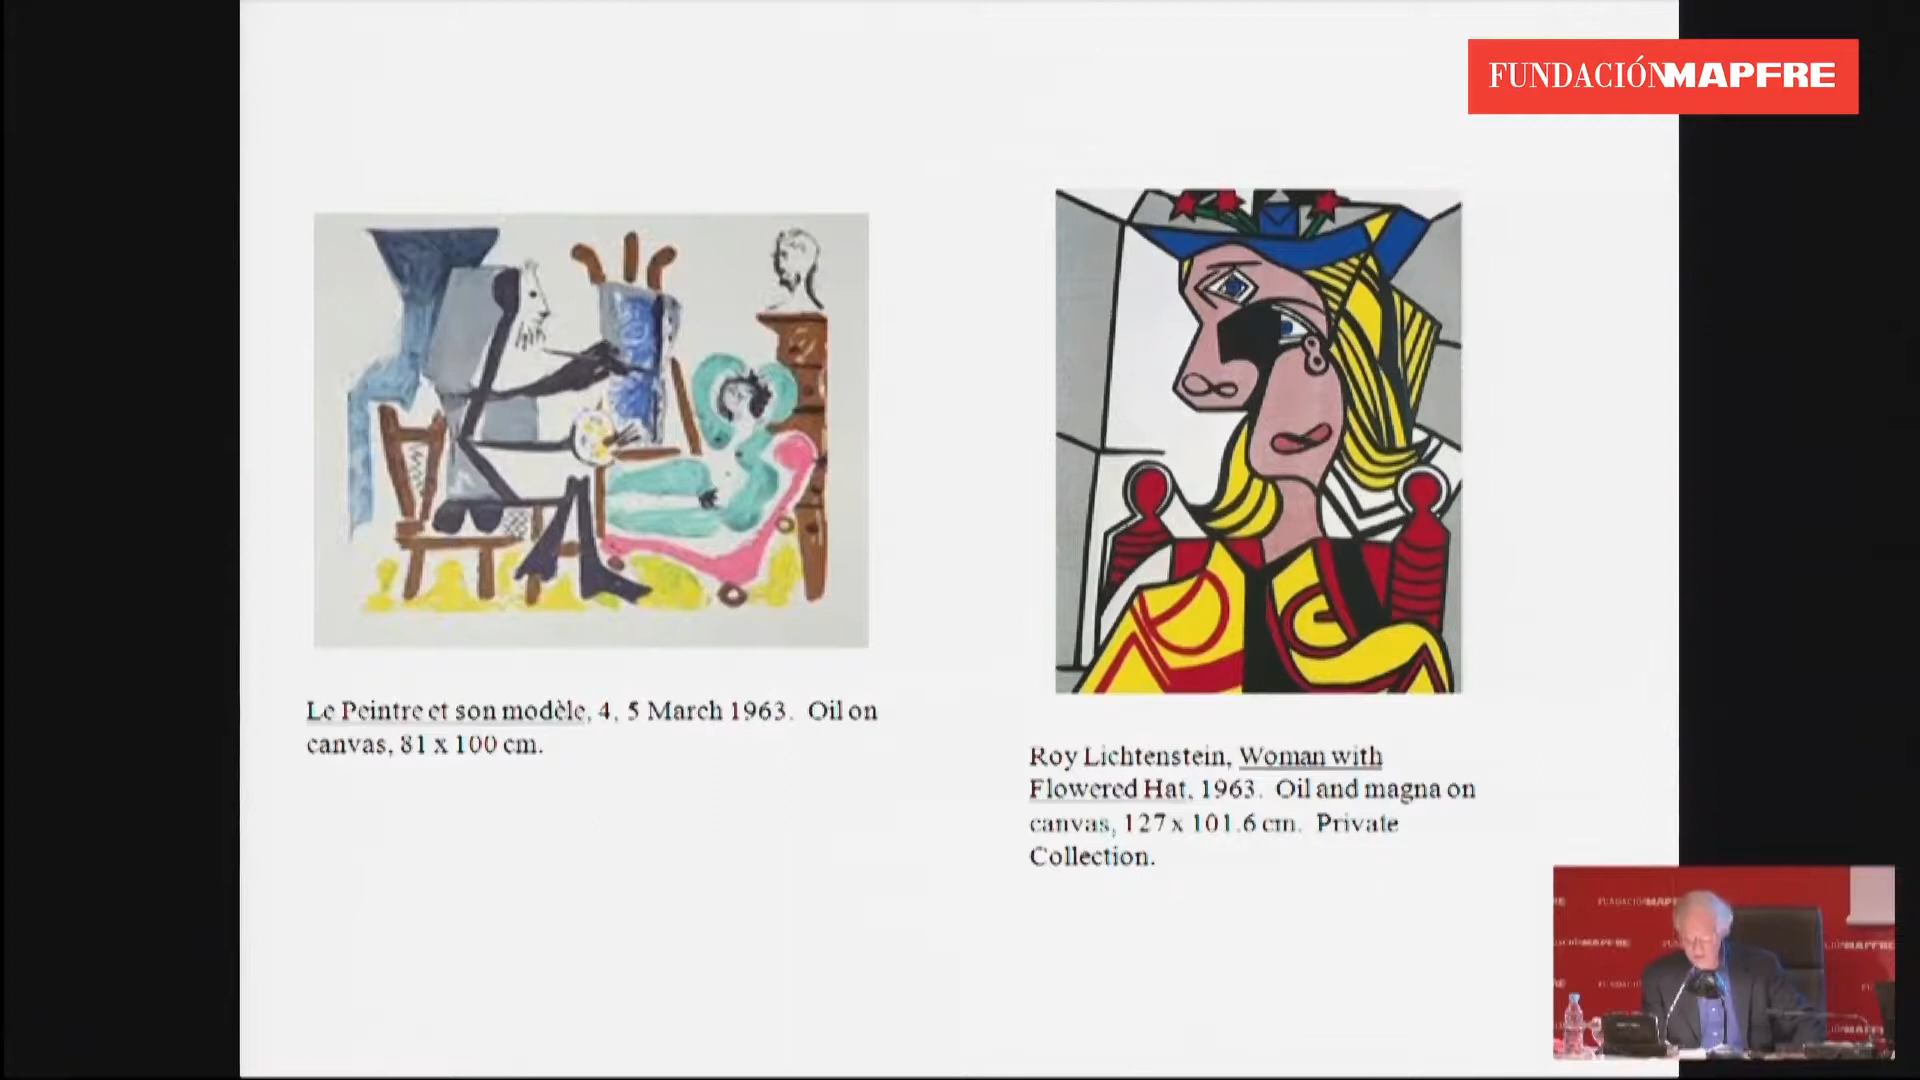 FUNDACIÓNMAPFRE
Le Peintre et son modèle, 4, 5 March 1963. Oil on
canvas, 81 x 100 cm.
Roy Lichtenstein, Woman with
Flowered Hat, 1963. Oil and magna on
canvas, 127 x 101.6 cm. Private
Collection.
FUNDACIÓNMAPFRE